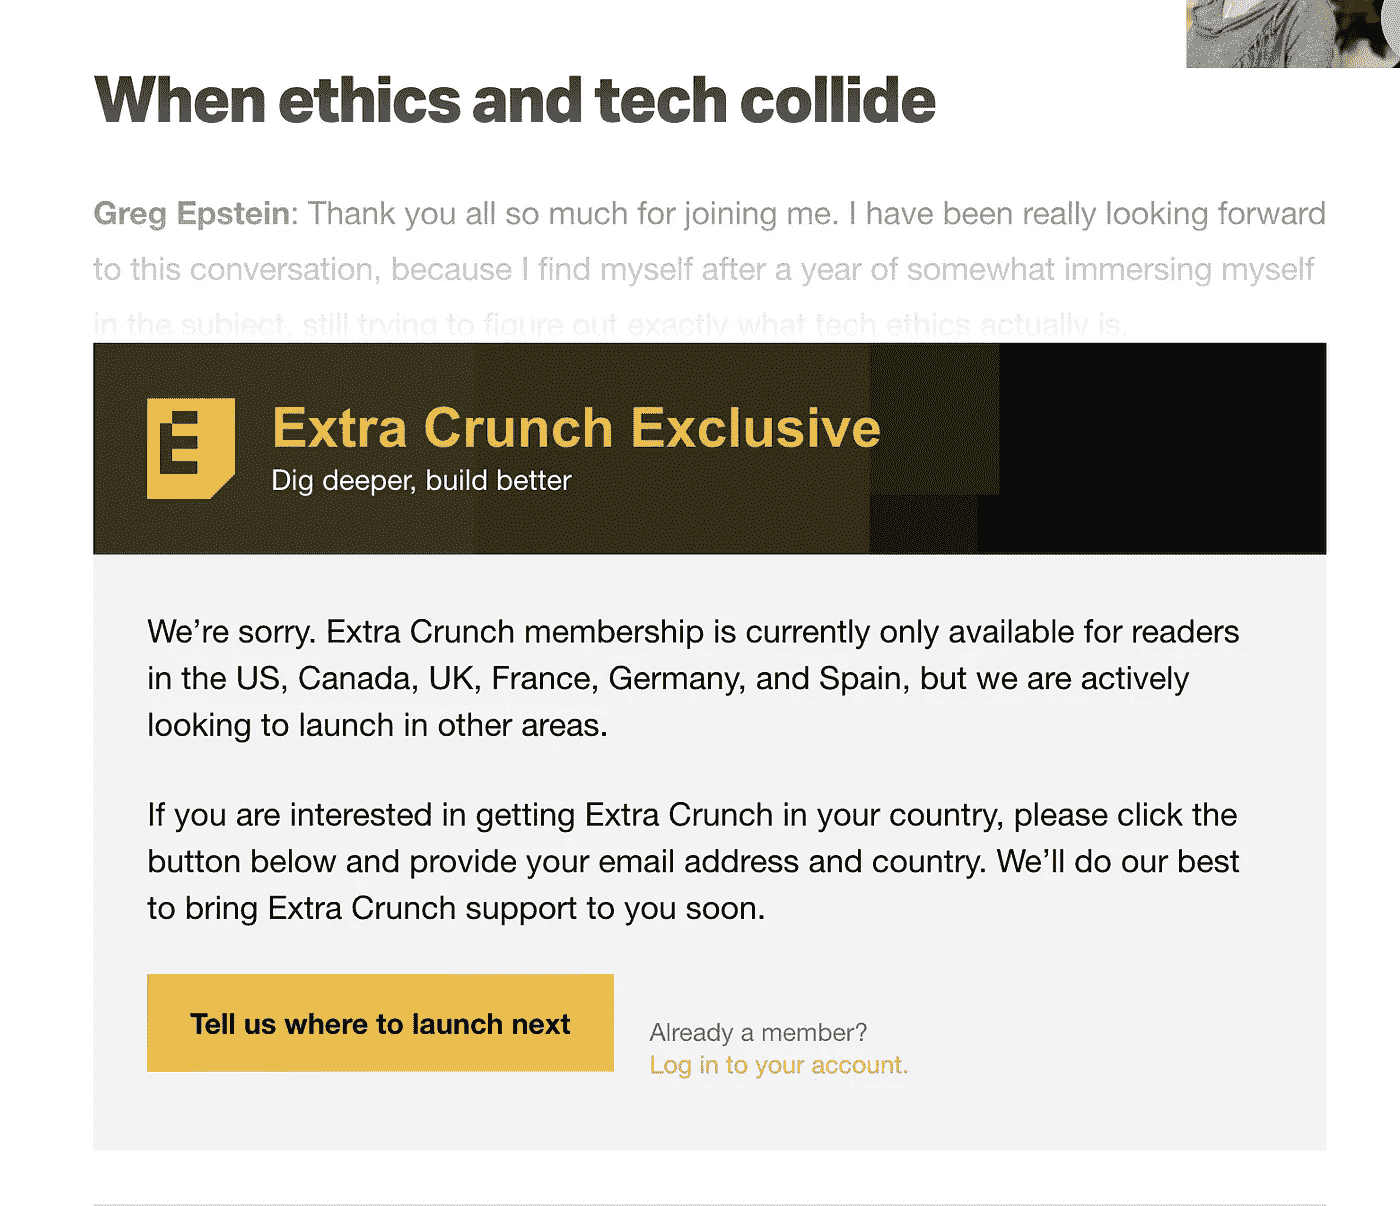 When ethics and tech collide
Greg Epstein: Thank you all so much for joining me. I have been really looking forward
to this conversation, because I find myself after a year of somewhat immersing myself
in the subject, still trying to figure out exactly what tech ethics actually is.
E
Extra Crunch Exclusive
Dig deeper, build better
We’re sorry. Extra Crunch membership is currently only available for readers
in the US, Canada, UK, France, Germany, and Spain, but we are actively
looking to launch in other areas.
If you are interested in getting Extra Crunch in your country, please click the
button below and provide your email address and country. We’ll do our best
to bring Extra Crunch support to you soon.
Tell us where to launch next
Already a member?
Log in to your account.